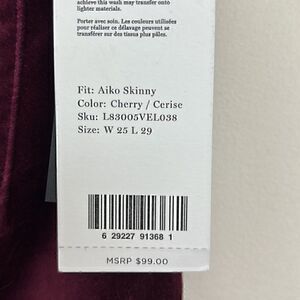 achieve this wash may transfer onto
lighter materials.
Porter avec soin. Les couleurs utilisées
pour réaliser ce délavage peuvent se
transférer sur des tissus plus pâles.
Fit: Aiko Skinny
Color: Cherry / Cerise
Sku: L83005VEL038
Size: W 25 L 29
6 29227 91368 1
MSRP $99.00